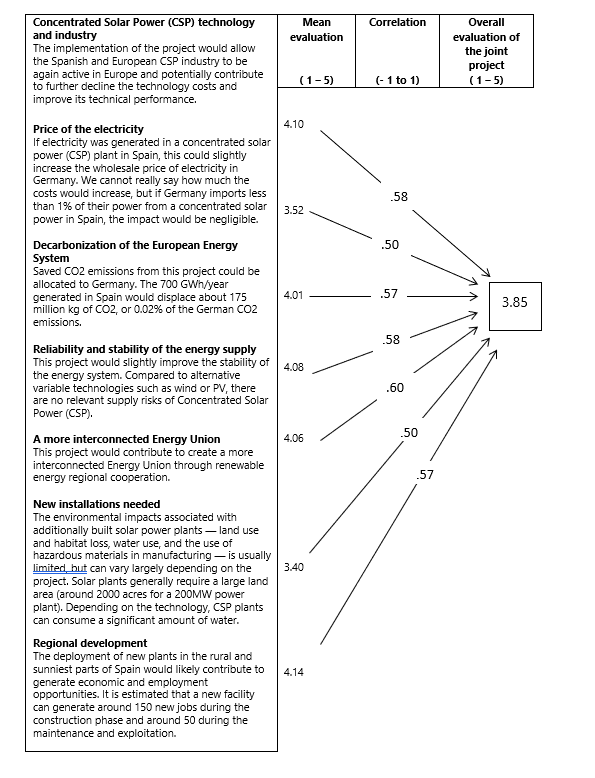 Concentrated Solar Power (CSP) technology
and industry
The implementation of the project would allow
the Spanish and European CSP industry to be
again active in Europe and potentially contribute
to further decline the technology costs and
improve its technical performance.
Mean
evaluation
( 1 – 5)
Correlation
(- 1 to 1)
Overall
evaluation of
the joint
project
( 1 – 5)
Price of the electricity
If electricity was generated in a concentrated solar
power (CSP) plant in Spain, this could slightly
increase the wholesale price of electricity in
Germany. We cannot really say how much the
costs would increase, but if Germany imports less
than 1% of their power from a concentrated solar
power in Spain, the impact would be negligible.
Decarbonization of the European Energy
System
Saved CO2 emissions from this project could be
allocated to Germany. The 700 GWh/year
generated in Spain would displace about 175
million kg of CO2, or 0.02% of the German CO2
emissions.
Reliability and stability of the energy supply
This project would slightly improve the stability of
the energy system. Compared to alternative
variable technologies such as wind or PV, there
are no relevant supply risks of Concentrated Solar
Power (CSP).
A more interconnected Energy Union
This project would contribute to create a more
interconnected Energy Union through renewable
energy regional cooperation.
New installations needed
The environmental impacts associated with
additionally built solar power plants — land use
and habitat loss, water use, and the use of
hazardous materials in manufacturing — is usually
limited, but can vary largely depending on the
project. Solar plants generally require a large land
area (around 2000 acres for a 200MW power
plant). Depending on the technology, CSP plants
can consume a significant amount of water.
Regional development
The deployment of new plants in the rural and
sunniest parts of Spain would likely contribute to
generate economic and employment
opportunities. It is estimated that a new facility
can generate around 150 new jobs during the
construction phase and around 50 during the
maintenance and exploitation.
4.10
3.52
4.01
4.08
4.06
3.40
4.14
.58
.50
.57
.58
.60
.50
.57
3.85